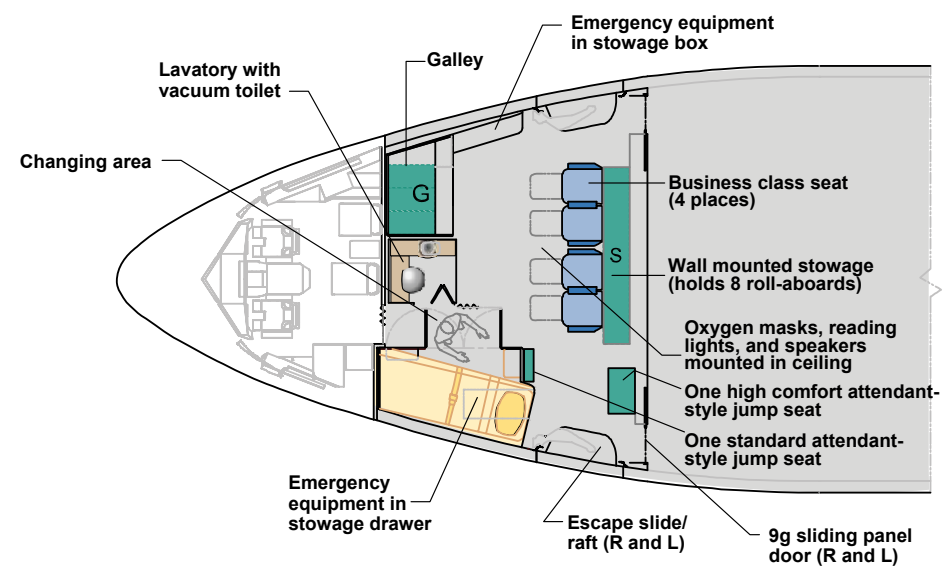 Emergency equipment
in stowage box
Galley
Lavatory with
vacuum toilet
Changing area
G
Business class seat
(4 places)
S
Wall mounted stowage
(holds 8 roll-aboards)
Oxygen masks, reading
lights, and speakers
mounted in ceiling
One high comfort attendant-
style jump seat
One standard attendant-
style jump seat
Emergency
equipment in
stowage drawer
Escape slide/
raft (R and L)
9g sliding panel
door (R and L)